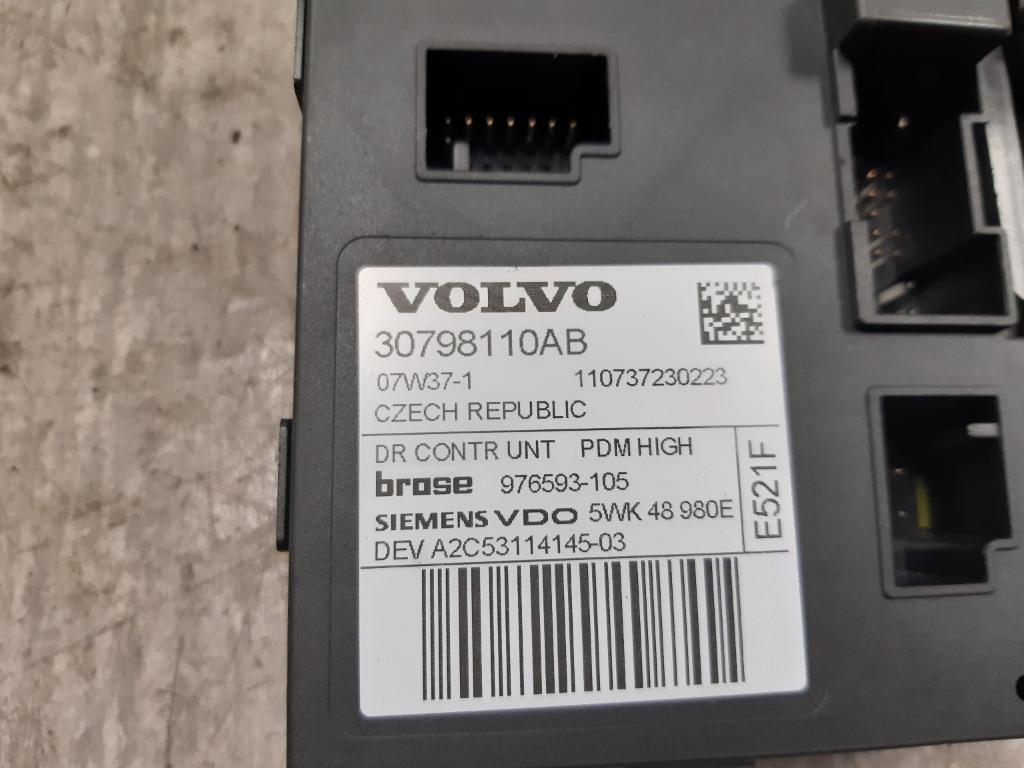 VOLVO
30798110AB
07W37-1 110737230223
CZECH REPUBLIC
DR CONTR UNT PDM HIGH
brose 976593-105
SIEMENS VDO 5WK 48 980E
DEV A2C53114145-03
E521F